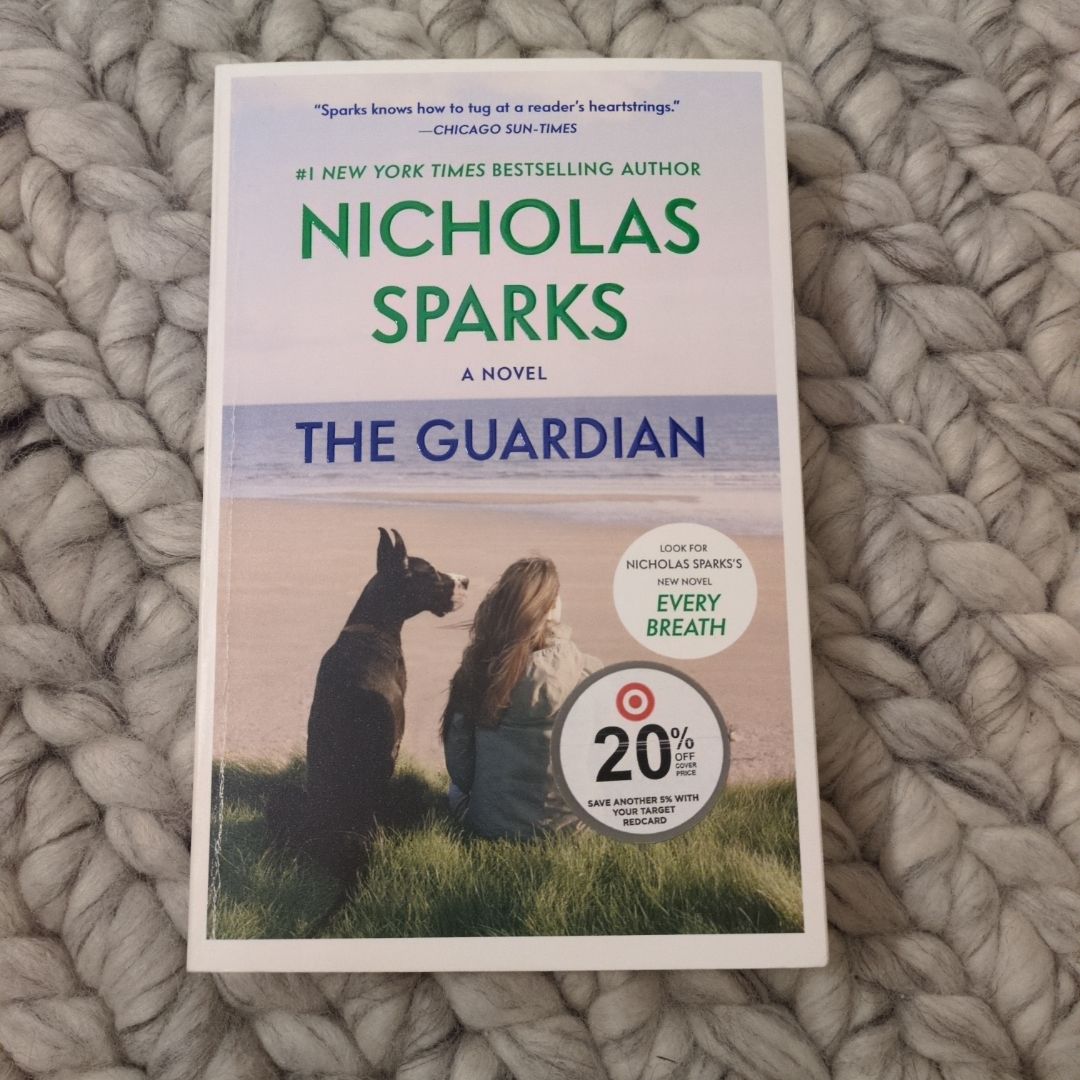 “Sparks knows how to tug at a reader’s heartstrings.”
—CHICAGO SUN-TIMES
#1 NEW YORK TIMES BESTSELLING AUTHOR
NICHOLAS
SPARKS
A NOVEL
THE GUARDIAN
LOOK FOR
NICHOLAS SPARKS’S
NEW NOVEL
EVERY
BREATH
20%
OFF
COVER
PRICE
SAVE ANOTHER 5% WITH
YOUR TARGET
REDCARD